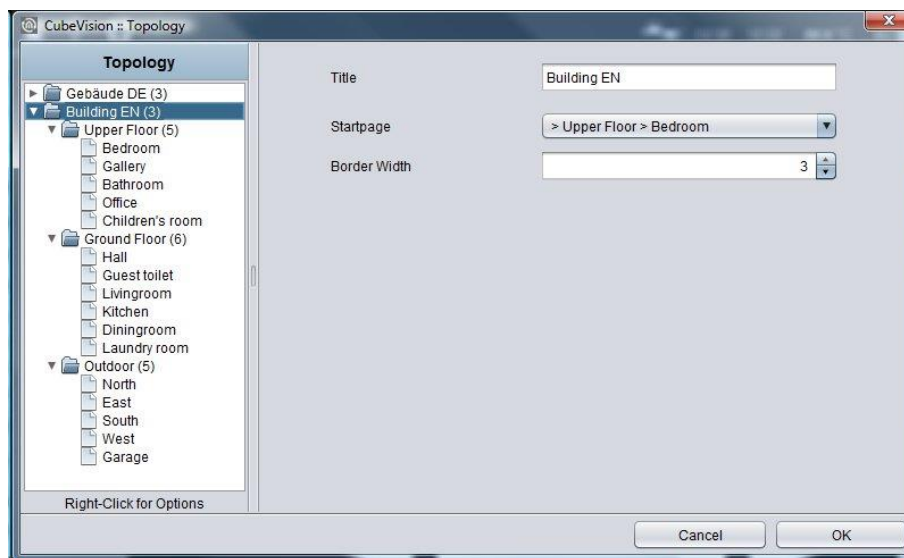 CubeVision :: Topology
Topology
Gebäude DE (3)
Building EN (3)
Upper Floor (5)
Bedroom
Gallery
Bathroom
Office
Children's room
Ground Floor (6)
Hall
Guest toilet
Livingroom
Kitchen
Diningroom
Laundry room
Outdoor (5)
North
East
South
West
Garage
Right-Click for Options
Title
Building EN
Startpage
> Upper Floor > Bedroom
Border Width
3
Cancel
OK